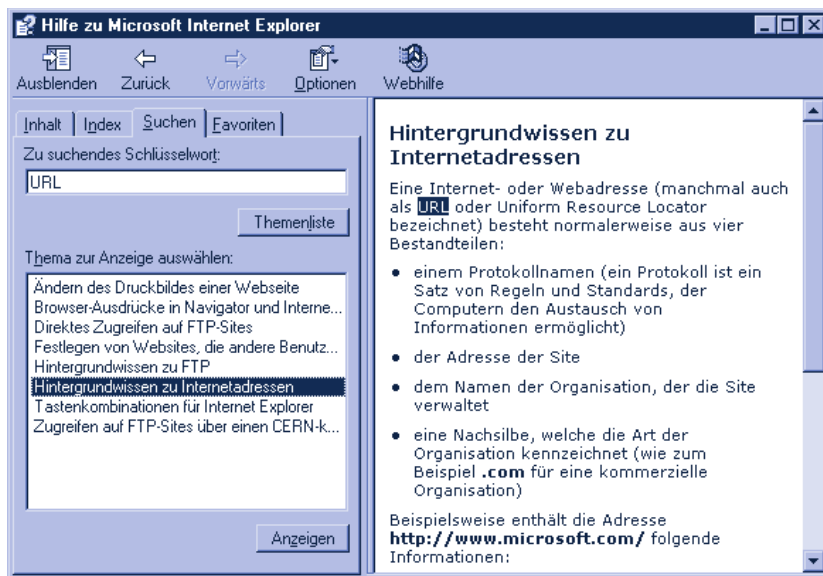 Hilfe zu Microsoft Internet Explorer
Ausblenden Zurück Vorwärts Optionen Webhilfe
Inhalt Index Suchen Favoriten
Zu suchendes Schlüsselwort:
URL
Themenliste
Thema zur Anzeige auswählen:
Ändern des Druckbildes einer Webseite
Browser-Ausdrücke in Navigator und Interne...
Direktes Zugreifen auf FTP-Sites
Festlegen von Websites, die andere Benutz...
Hintergrundwissen zu FTP
Hintergrundwissen zu Internetadressen
Tastenkombinationen für Internet Explorer
Zugreifen auf FTP-Sites über einen CERN-k...
Anzeigen
Hintergrundwissen zu
Internetadressen
Eine Internet- oder Webadresse (manchmal auch
als URL oder Uniform Resource Locator
bezeichnet) besteht normalerweise aus vier
Bestandteilen:
• einem Protokollnamen (ein Protokoll ist ein
Satz von Regeln und Standards, der
Computern den Austausch von
Informationen ermöglicht)
• der Adresse der Site
• dem Namen der Organisation, der die Site
verwaltet
• eine Nachsilbe, welche die Art der
Organisation kennzeichnet (wie zum
Beispiel .com für eine kommerzielle
Organisation)
Beispielsweise enthält die Adresse
http://www.microsoft.com/ folgende
Informationen: